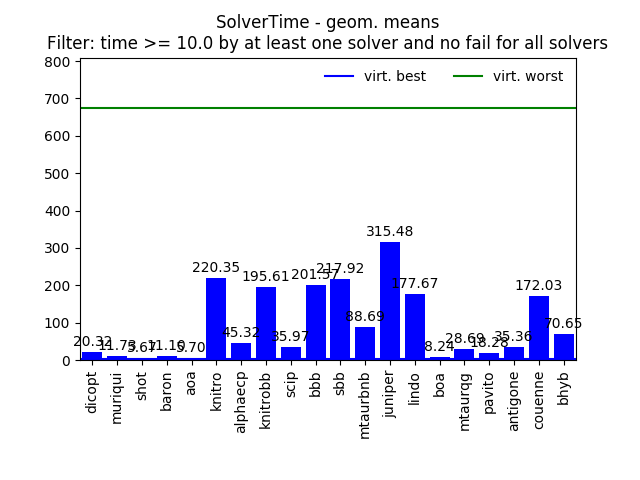 SolverTime - geom. means
Filter: time >= 10.0 by at least one solver and no fail for all solvers
800
700
600
500
400
300
200
100
0
virt. best
virt. worst
20.32
11.73
3.67
11.10
5.70
220.35
45.32
195.61
35.97
201.57
217.92
88.69
315.48
177.67
8.24
28.69
18.28
35.36
172.03
70.65
dicopt
muriqui
shot
baron
aoa
knitro
alphaecp
knitrobb
scip
bbb
sbb
mtaurbnb
juniper
lindo
boa
mtaurqg
pavito
antigone
couenne
bhyb